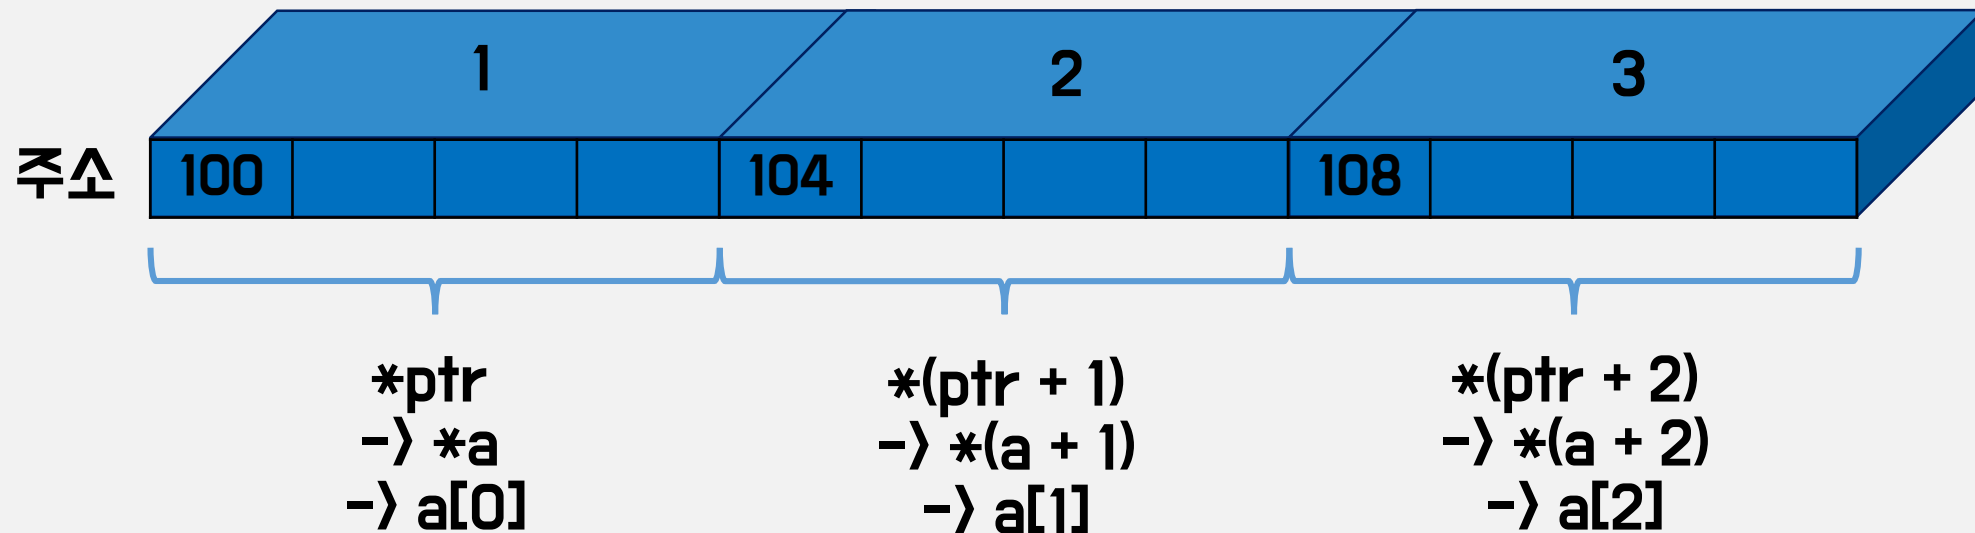 1 2 3
주소 100 104 108
*ptr *(ptr + 1) *(ptr + 2)
-> *a -> *(a + 1) -> *(a + 2)
-> a[0] -> a[1] -> a[2]